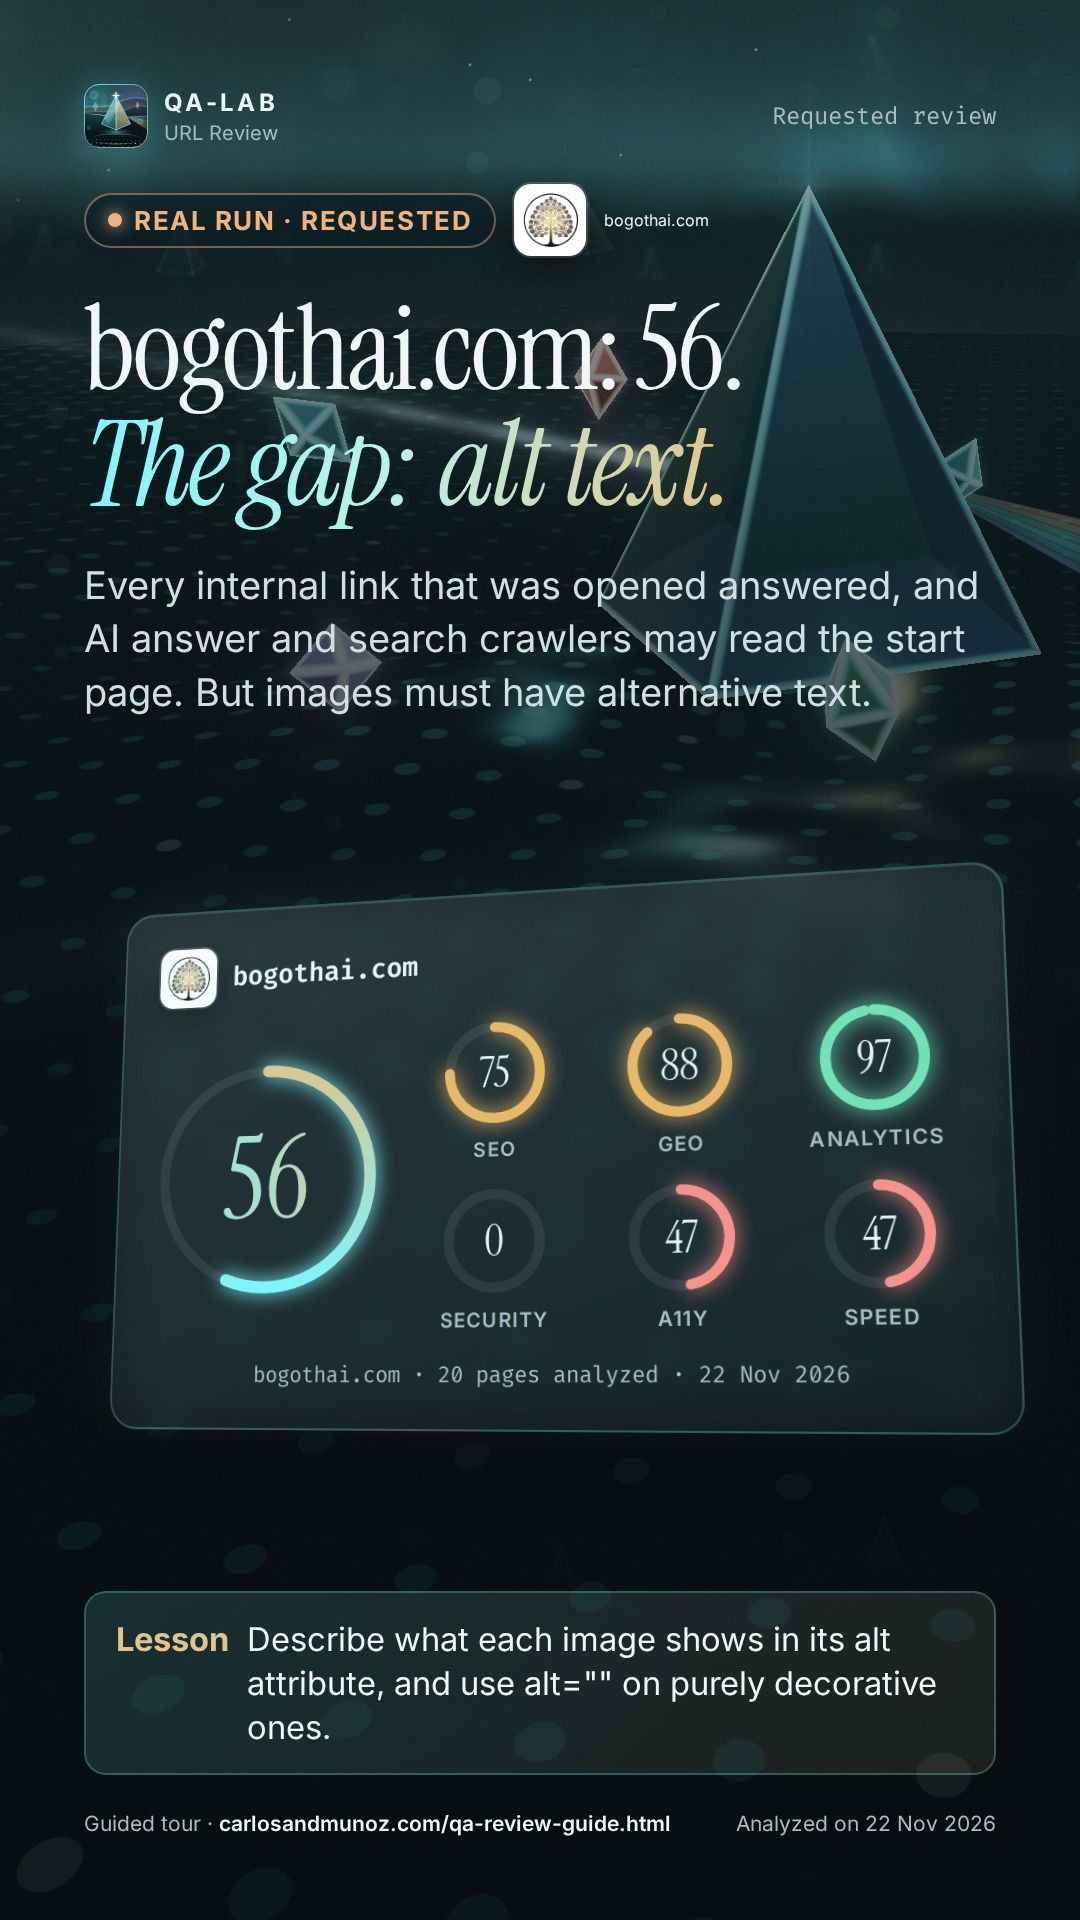 QA-LAB
URL Review
Requested review
REAL RUN · REQUESTED
bogothai.com
bogothai.com: 56.
The gap: alt text.
Every internal link that was opened answered, and
AI answer and search crawlers may read the start
page. But images must have alternative text.
bogothai.com
56
75
SEO
88
GEO
97
ANALYTICS
0
SECURITY
47
A11Y
47
SPEED
bogothai.com · 20 pages analyzed · 22 Nov 2026
Lesson Describe what each image shows in its alt
attribute, and use alt="" on purely decorative
ones.
Guided tour · carlosandmunoz.com/qa-review-guide.html
Analyzed on 22 Nov 2026